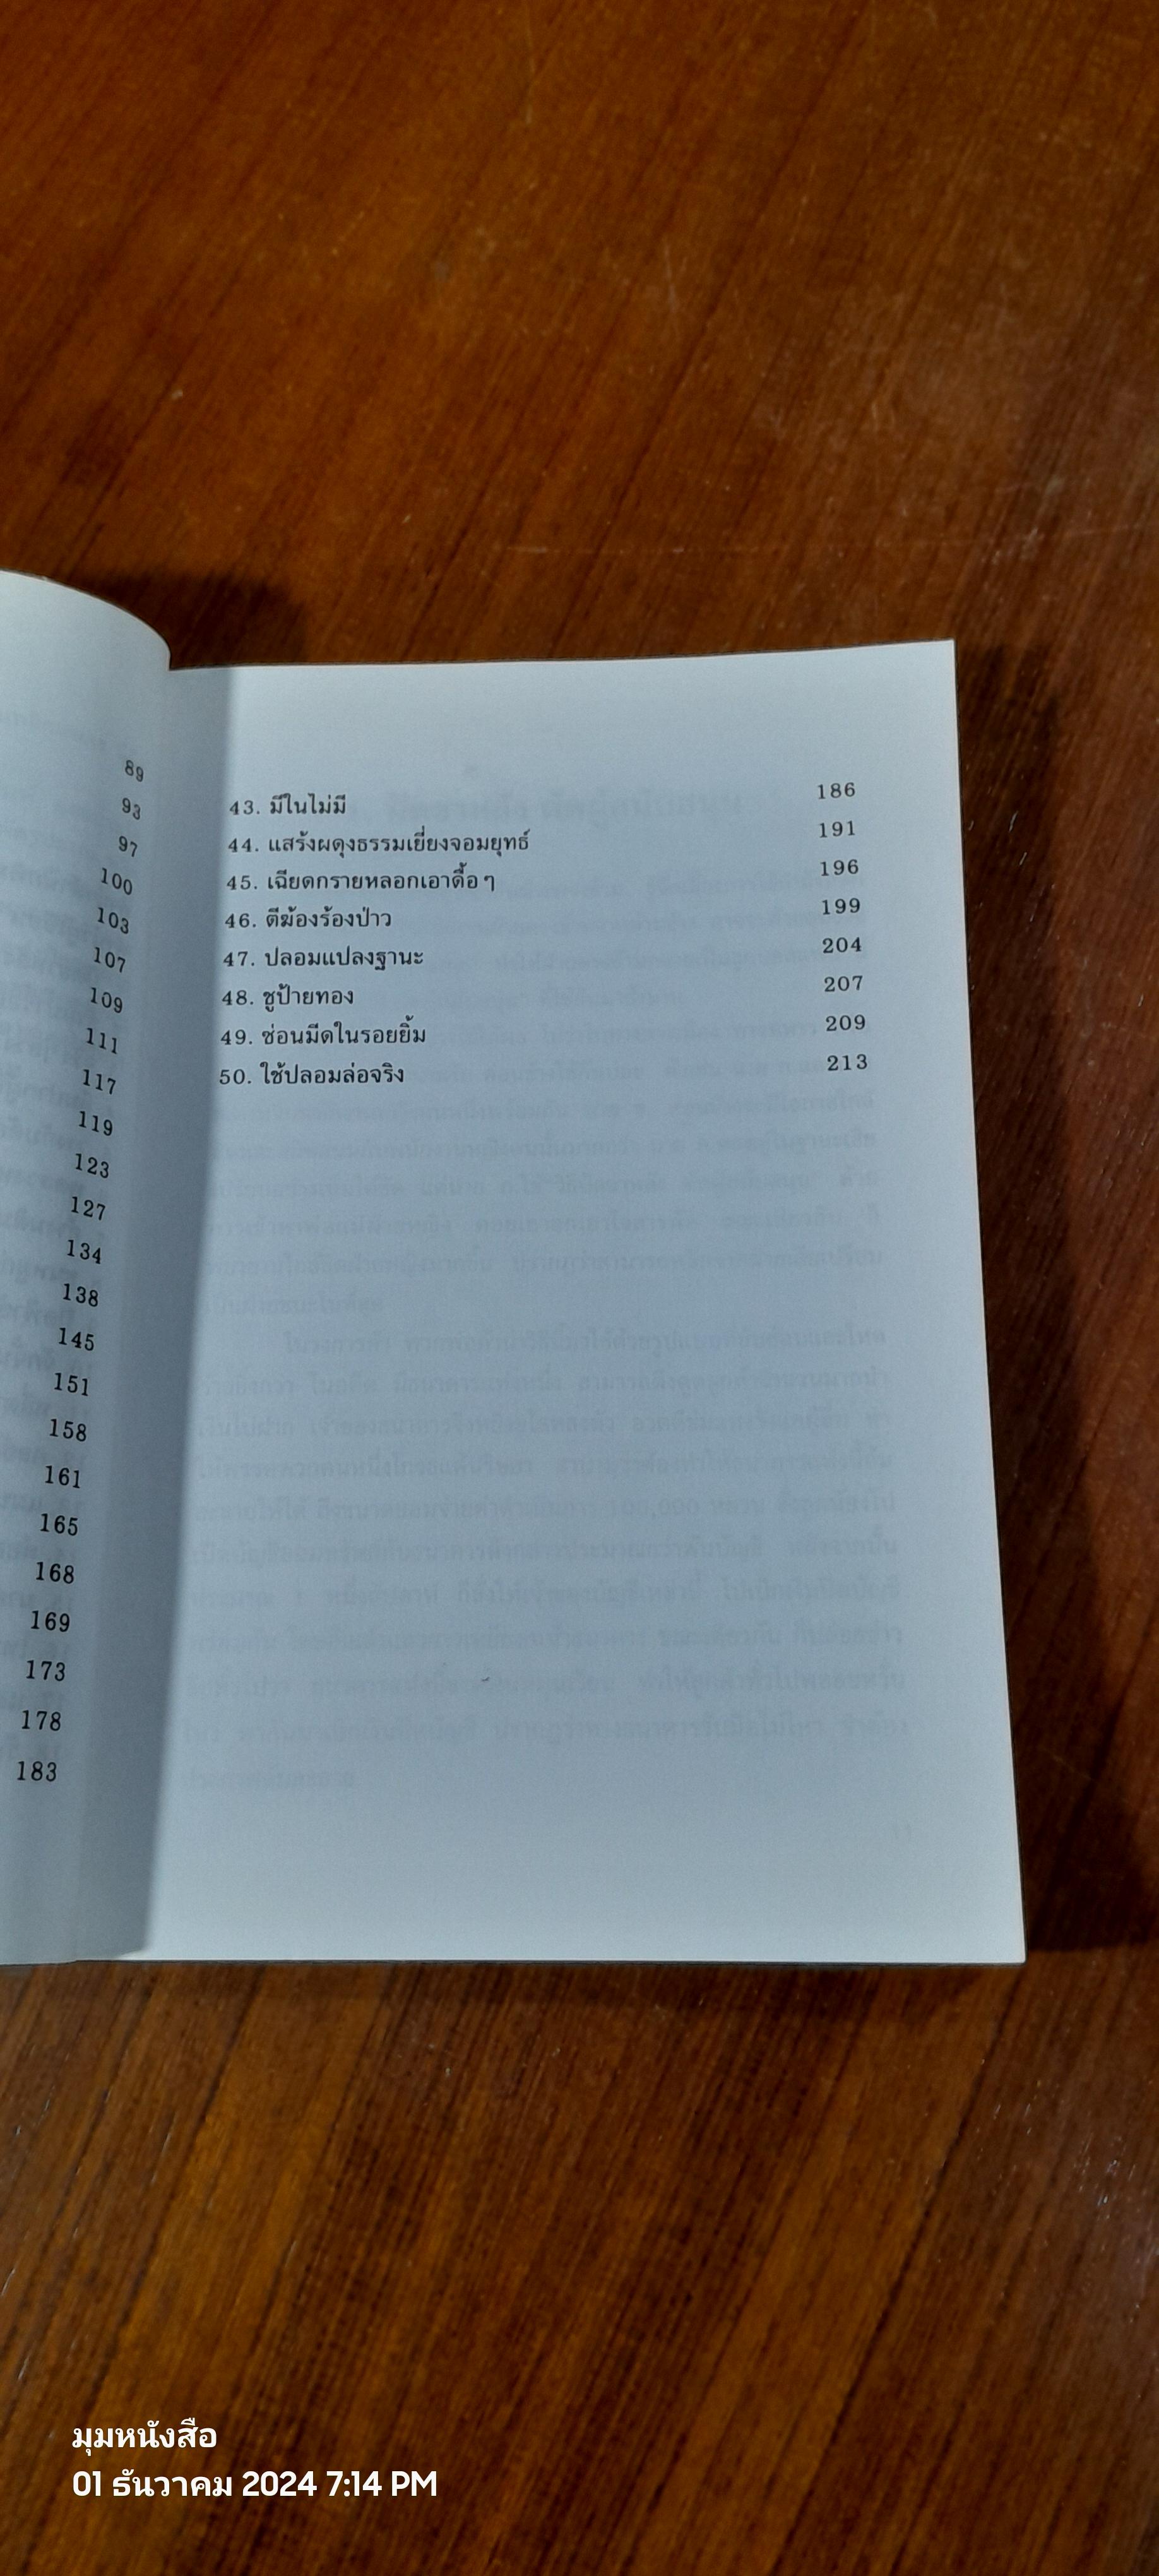 89
93
97
100
103
107
109
111
117
119
123
127
134
138
145
151
158
161
165
168
169
173
178
183
43. มีในไม่มี 186
44. แสร้งผดุงธรรมเยี่ยงจอมยุทธ์ 191
45. เฉียดกรายหลอกเอาดื้อๆ 196
46. ตีฆ้องร้องป่าว 199
47. ปลอมแปลงฐานะ 204
48. ชูป้ายทอง 207
49. ซ่อนมีดในรอยยิ้ม 209
50. ใช้ปลอมล่อจริง 213
มุมหนังสือ
01 ธันวาคม 2024 7:14 PM